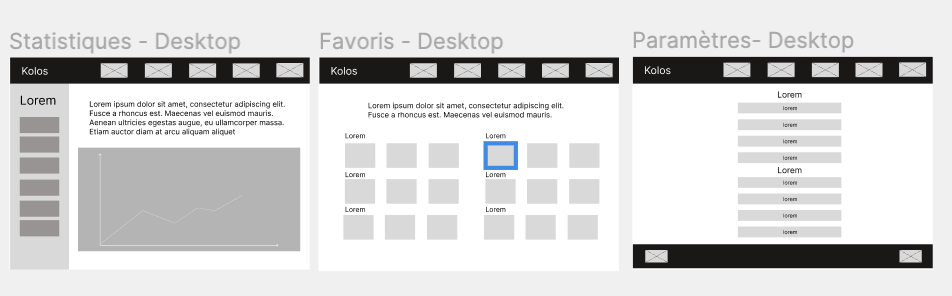 Statistiques - Desktop
Kolos
Lorem
Lorem ipsum dolor sit amet, consectetur adipiscing elit.
Fusce a rhoncus est. Maecenas vel euismod mauris.
Aenean ultricies egestas augue, eu ullamcorper massa.
Etiam auctor diam at arcu aliquam aliquet
Favoris - Desktop
Kolos
Lorem ipsum dolor sit amet, consectetur adipiscing elit.
Fusce a rhoncus est. Maecenas vel euismod mauris.
Lorem
Lorem
Lorem
Lorem
Lorem
Lorem
Paramètres- Desktop
Kolos
Lorem
lorem
lorem
lorem
lorem
Lorem
lorem
lorem
lorem
lorem